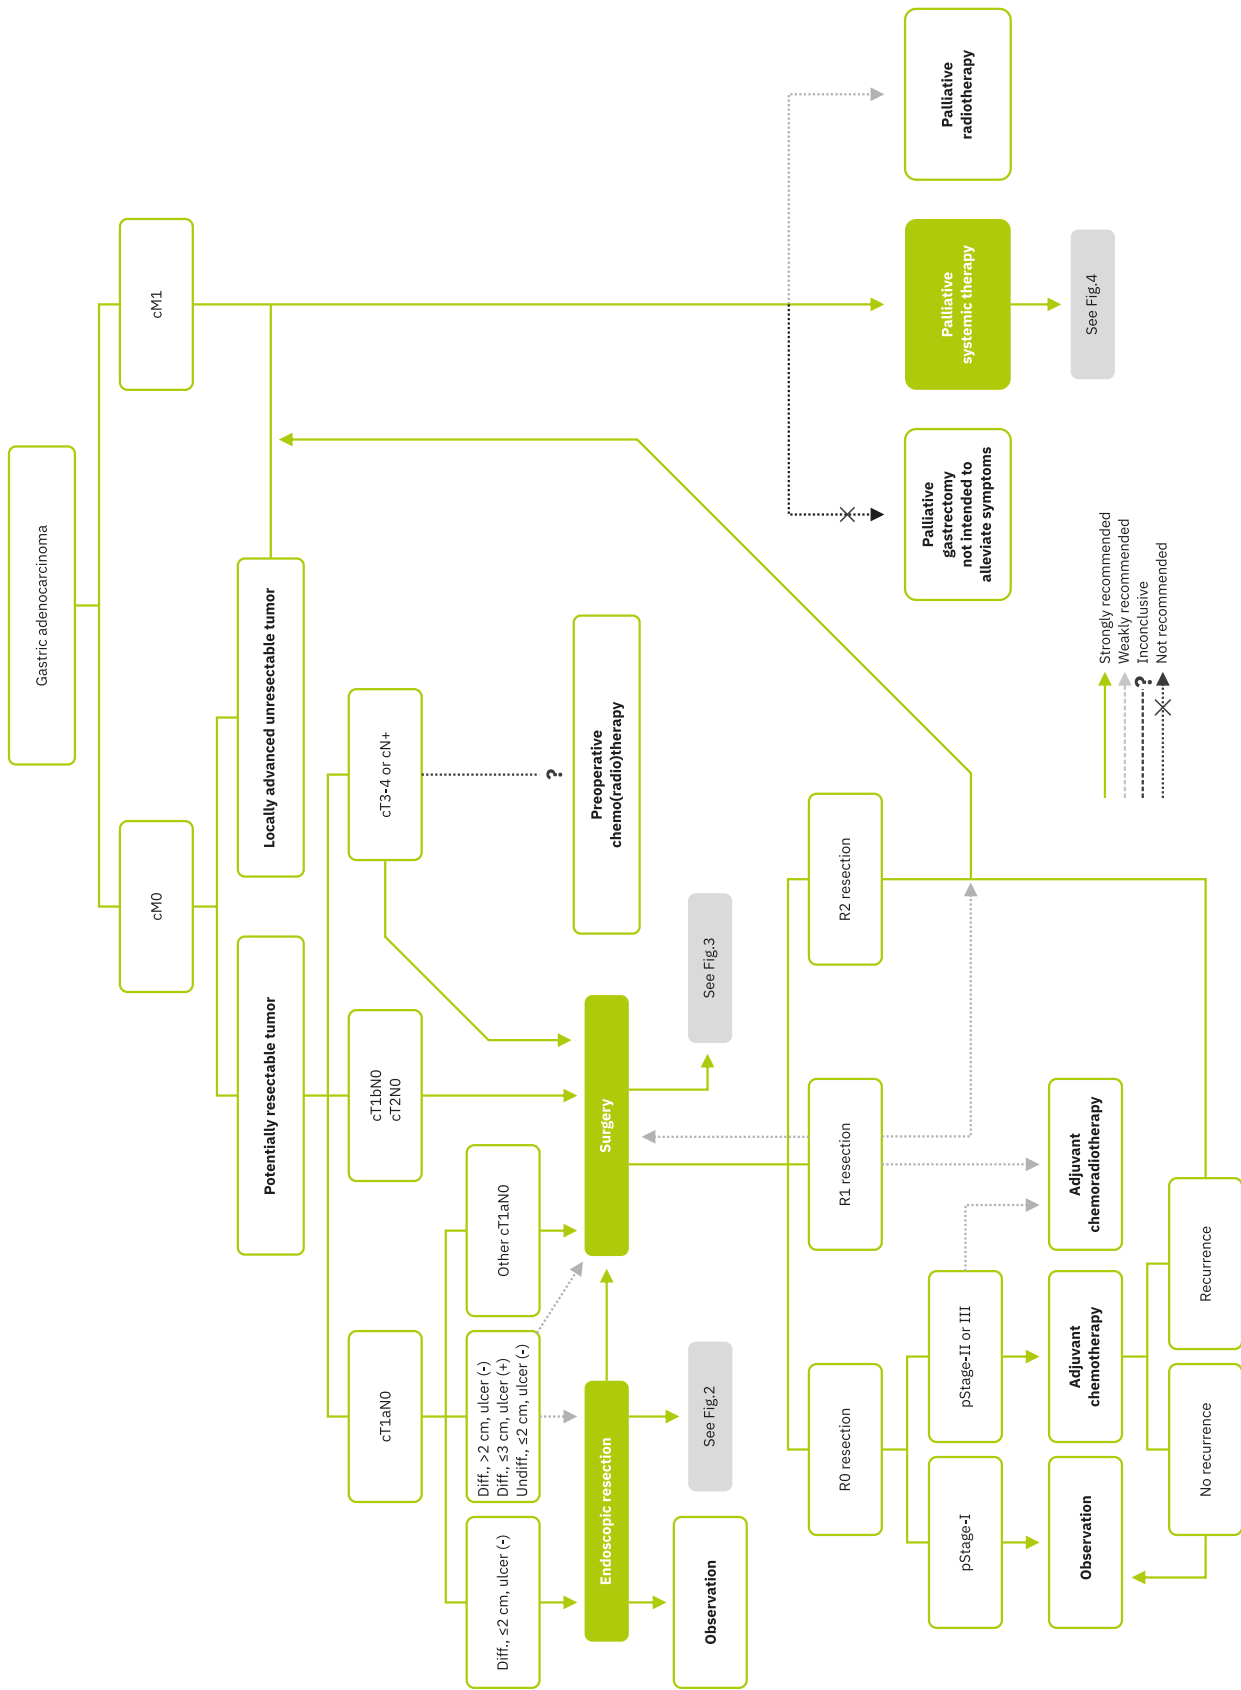 Gastric adenocarcinoma
cM0
cM1
Potentially resectable tumor
Locally advanced unresectable tumor
cT1aN0
cT1bN0
cT2N0
cT3-4 or cN+
Diff., ≤2 cm, ulcer (-)
Diff., >2 cm, ulcer (-)
Diff., ≤3 cm, ulcer (+)
Undiff., ≤2 cm, ulcer (-)
Other cT1aN0
?
Endoscopic resection
Surgery
Preoperative
chemo(radio)therapy
Observation
See Fig.2
See Fig.3
R0 resection
R1 resection
R2 resection
pStage-I
pStage-II or III
Palliative
gastrectomy
not intended to
alleviate symptoms
Palliative
systemic therapy
Palliative
radiotherapy
Observation
Adjuvant
chemotherapy
Adjuvant
chemoradiotherapy
See Fig.4
No recurrence
Recurrence
Strongly recommended
Weakly recommended
? Inconclusive
Not recommended